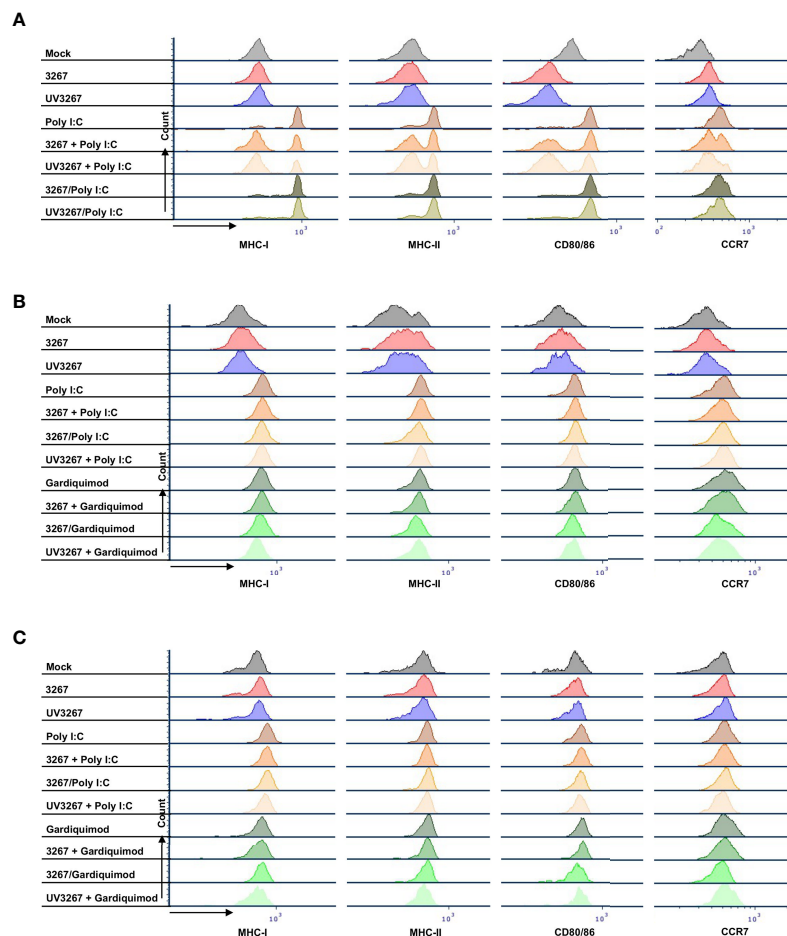 A
Mock
3267
UV3267
Poly I:C
3267 + Poly I:C
UV3267 + Poly I:C
3267/Poly I:C
UV3267/Poly I:C
Count
10³ 10³ 10³ 0² 10³
MHC-I MHC-II CD80/86 CCR7
B
Mock
3267
UV3267
Poly I:C
3267 + Poly I:C
3267/Poly I:C
UV3267 + Poly I:C
Gardiquimod
3267 + Gardiquimod
3267/Gardiquimod
UV3267 + Gardiquimod
Count
10³ 10³ 10³ 10³
MHC-I MHC-II CD80/86 CCR7
C
Mock
3267
UV3267
Poly I:C
3267 + Poly I:C
3267/Poly I:C
UV3267 + Poly I:C
Gardiquimod
3267 + Gardiquimod
3267/Gardiquimod
UV3267 + Gardiquimod
Count
10³ 10³ 10³ 10³
MHC-I MHC-II CD80/86 CCR7